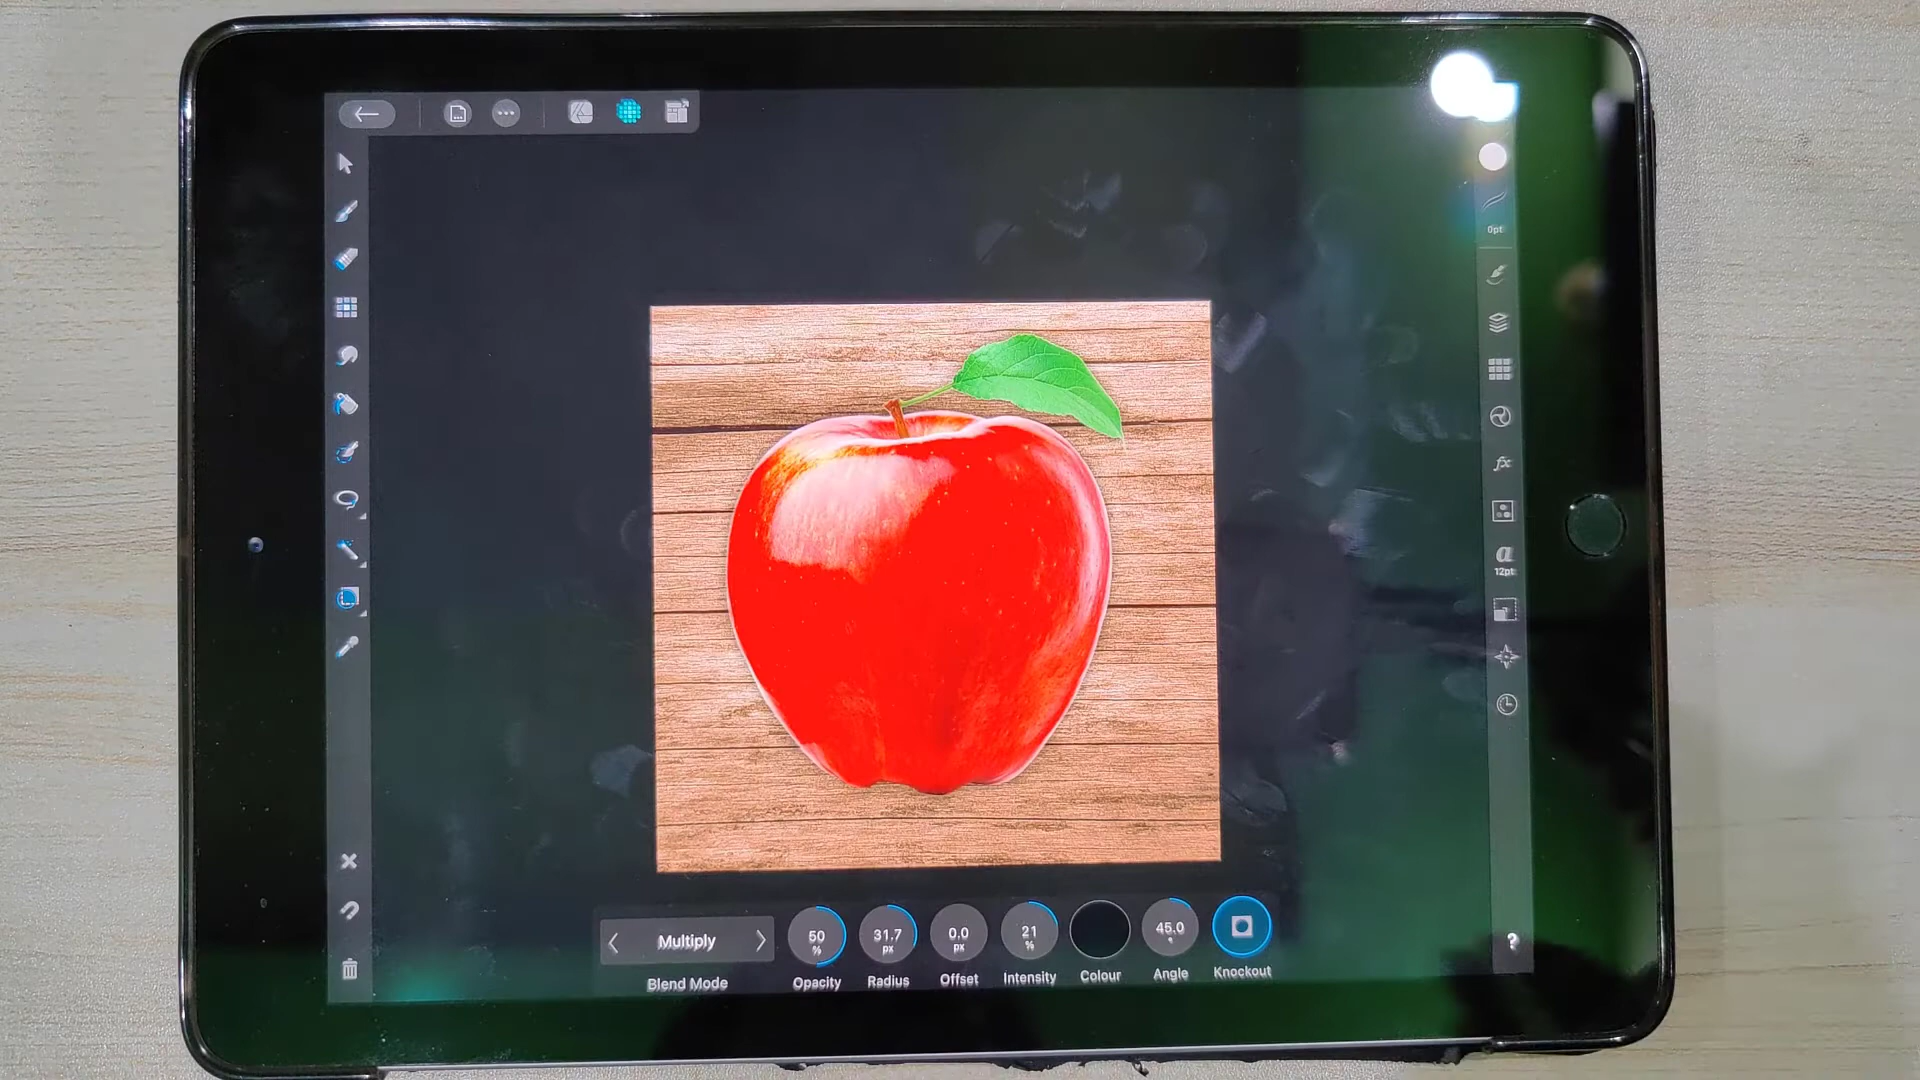 0pt
fx
a
12pt
?
Multiply
Blend Mode
50 %
Opacity
31.7 px
Radius
0.0 px
Offset
21 %
Intensity
Colour
45.0 °
Angle
Knockout